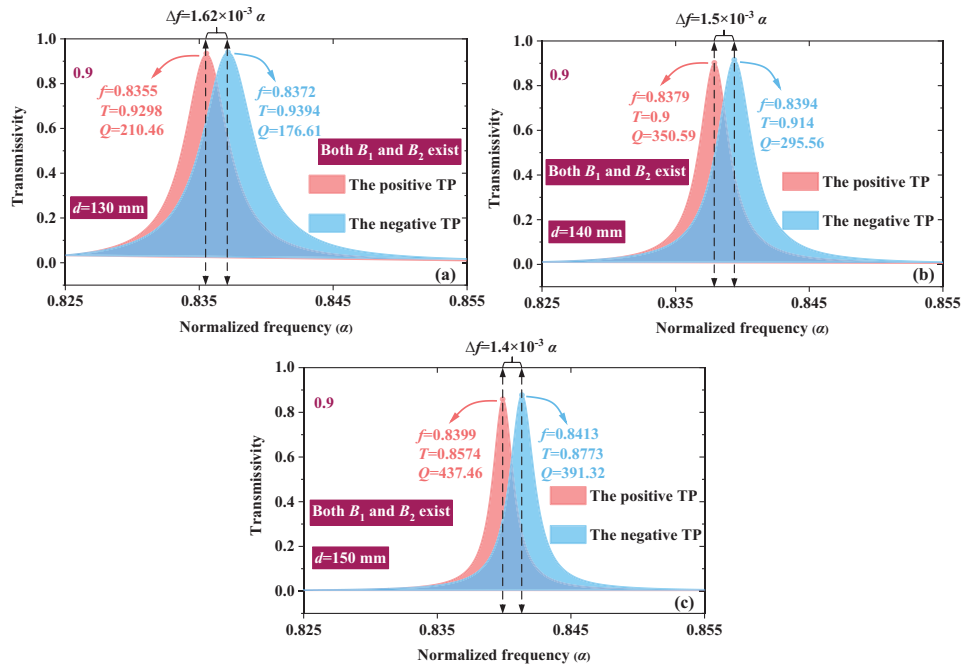 Δf=1.62×10⁻³ α
1.0
0.8
0.6
0.4
0.2
0.0
Transmissivity
0.9
f=0.8355
T=0.9298
Q=210.46
f=0.8372
T=0.9394
Q=176.61
Both B₁ and B₂ exist
The positive TP
The negative TP
d=130 mm
(a)
0.825
0.835
0.845
0.855
Normalized frequency (α)
Δf=1.5×10⁻³ α
1.0
0.8
0.6
0.4
0.2
0.0
Transmissivity
0.9
f=0.8379
T=0.9
Q=350.59
f=0.8394
T=0.914
Q=295.56
Both B₁ and B₂ exist
The positive TP
The negative TP
d=140 mm
(b)
0.825
0.835
0.845
0.855
Normalized frequency (α)
Δf=1.4×10⁻³ α
1.0
0.8
0.6
0.4
0.2
0.0
Transmissivity
0.9
f=0.8399
T=0.8574
Q=437.46
f=0.8413
T=0.8773
Q=391.32
Both B₁ and B₂ exist
The positive TP
The negative TP
d=150 mm
(c)
0.825
0.835
0.845
0.855
Normalized frequency (α)